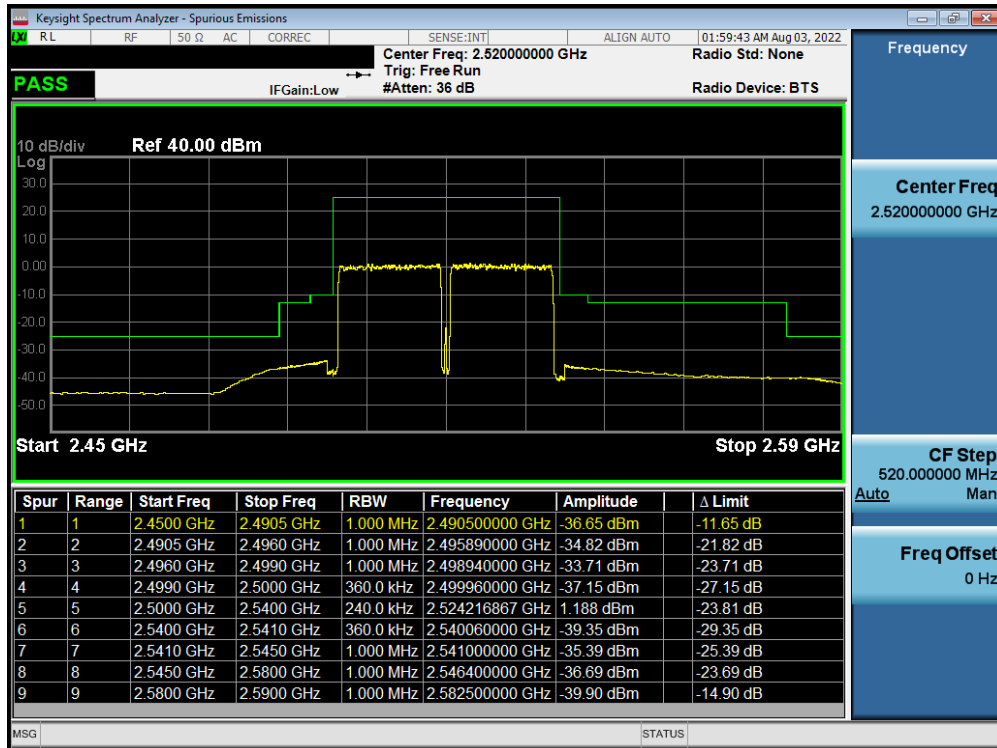 Keysight Spectrum Analyzer - Spurious Emissions
LXI RL RF 50 Ω AC CORREC SENSE:INT ALIGN AUTO 01:59:43 AM Aug 03, 2022
Center Freq: 2.520000000 GHz Radio Std: None
Trig: Free Run
PASS IFGain:Low #Atten: 36 dB Radio Device: BTS
Frequency
10 dB/div Ref 40.00 dBm
Log
30.0
20.0
10.0
0.00
-10.0
-20.0
-30.0
-40.0
-50.0
Start 2.45 GHz Stop 2.59 GHz
Center Freq
2.520000000 GHz
CF Step
520.000000 MHz
Auto Man
Freq Offset
0 Hz
Spur Range Start Freq Stop Freq RBW Frequency Amplitude Δ Limit
1 1 2.4500 GHz 2.4905 GHz 1.000 MHz 2.490500000 GHz -36.65 dBm -11.65 dB
2 2 2.4905 GHz 2.4960 GHz 1.000 MHz 2.495890000 GHz -34.82 dBm -21.82 dB
3 3 2.4960 GHz 2.4990 GHz 1.000 MHz 2.498940000 GHz -33.71 dBm -23.71 dB
4 4 2.4990 GHz 2.5000 GHz 360.0 kHz 2.499960000 GHz -37.15 dBm -27.15 dB
5 5 2.5000 GHz 2.5400 GHz 240.0 kHz 2.524216867 GHz 1.188 dBm -23.81 dB
6 6 2.5400 GHz 2.5410 GHz 360.0 kHz 2.540060000 GHz -39.35 dBm -29.35 dB
7 7 2.5410 GHz 2.5450 GHz 1.000 MHz 2.541000000 GHz -35.39 dBm -25.39 dB
8 8 2.5450 GHz 2.5800 GHz 1.000 MHz 2.546400000 GHz -36.69 dBm -23.69 dB
9 9 2.5800 GHz 2.5900 GHz 1.000 MHz 2.582500000 GHz -39.90 dBm -14.90 dB
MSG STATUS